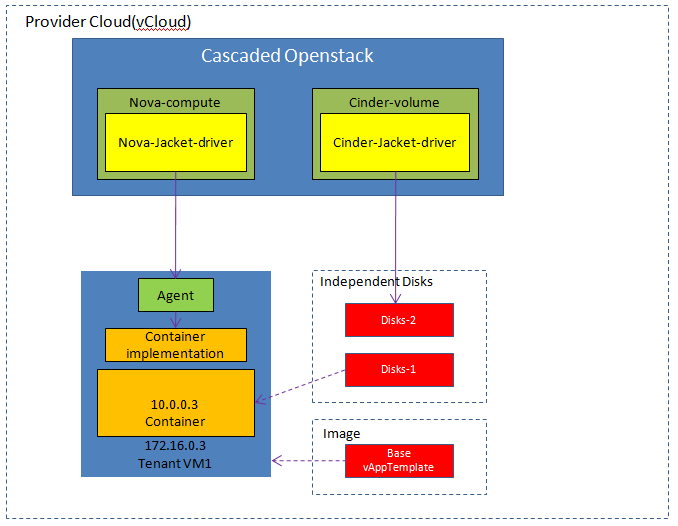 Provider Cloud(vCloud)
Cascaded Openstack
Nova-compute
Nova-Jacket-driver
Cinder-volume
Cinder-Jacket-driver
Agent
Container
implementation
10.0.0.3
Container
172.16.0.3
Tenant VM1
Independent Disks
Disks-2
Disks-1
Image
Base
vAppTemplate